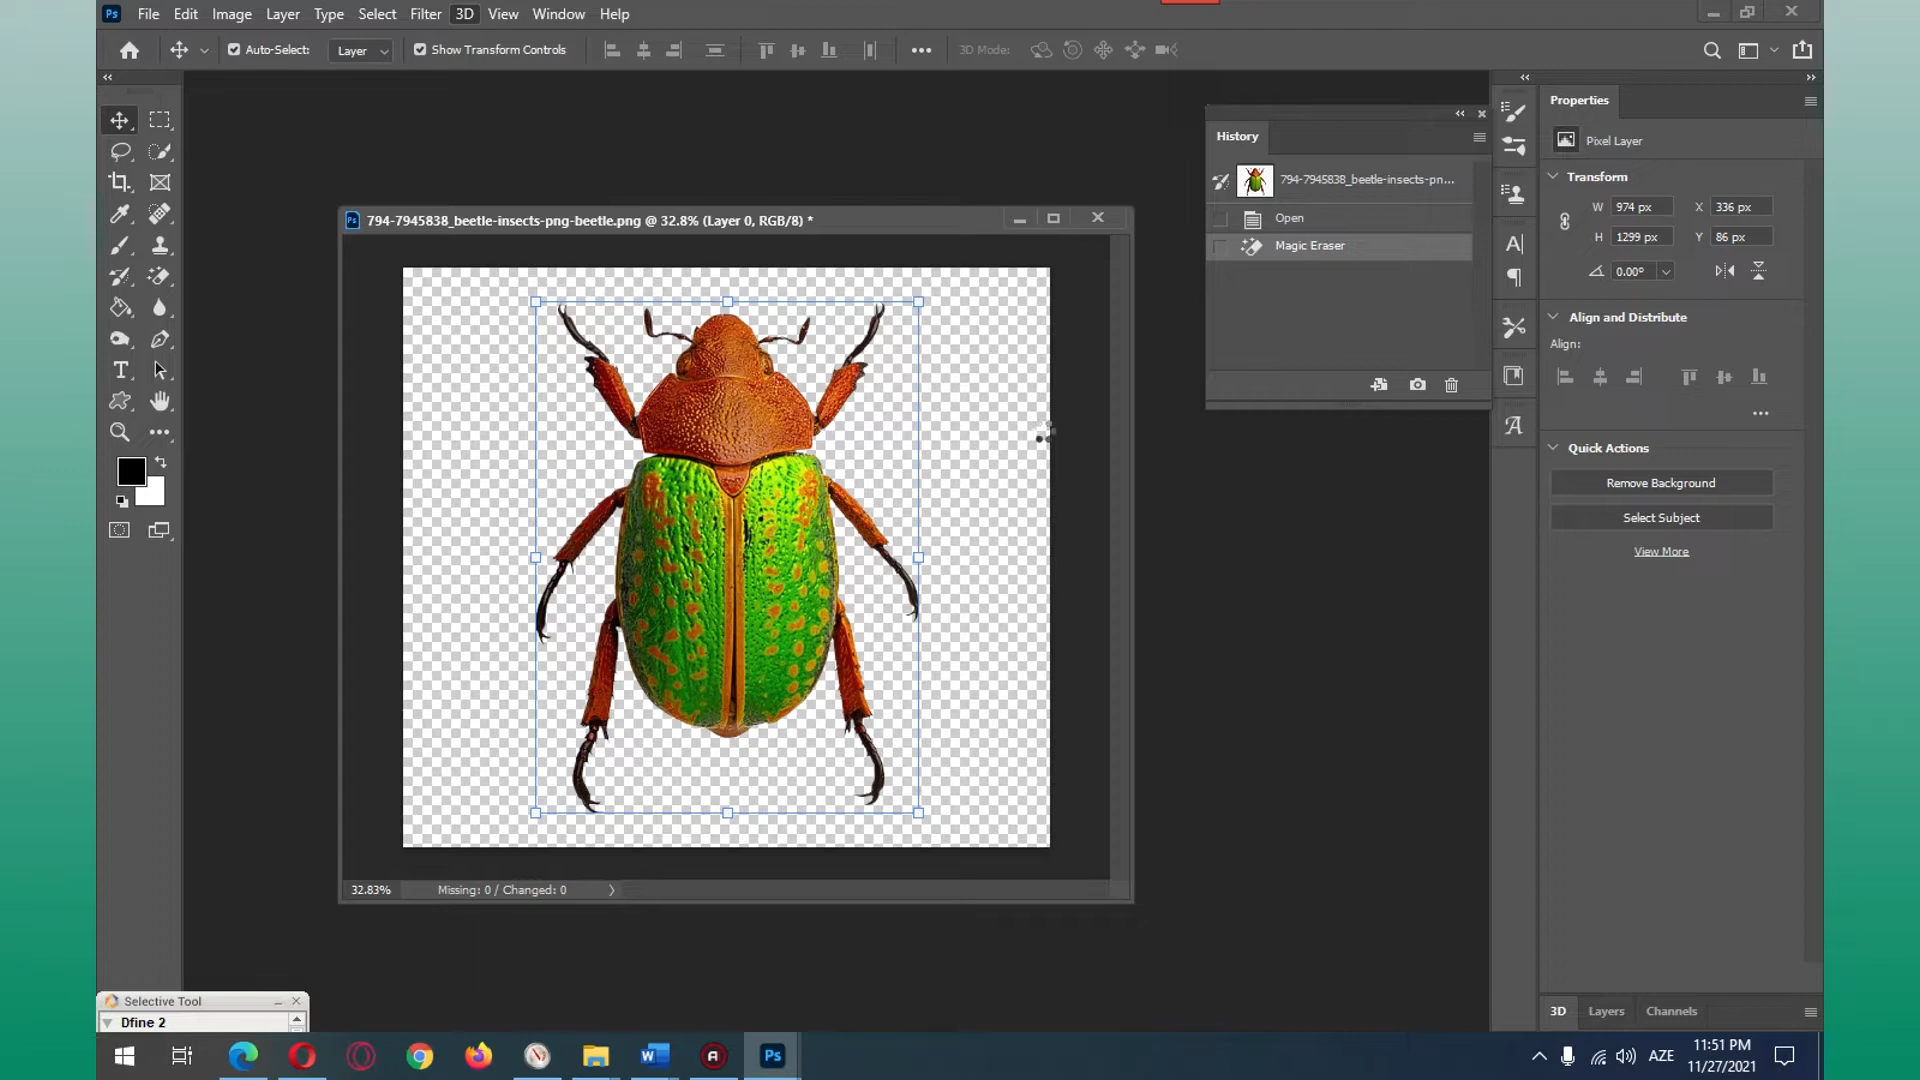 Ps File Edit Image Layer Type Select Filter 3D View Window Help
Auto-Select: Layer Show Transform Controls ••• 3D Mode:
History
794-7945838_beetle-insects-pn...
Open
Magic Eraser
Properties
Pixel Layer
Transform
W 974 px X 336 px
H 1299 px Y 86 px
0.00°
Align and Distribute
Align:
•••
Quick Actions
Remove Background
Select Subject
View More
Ps 794-7945838_beetle-insects-png-beetle.png @ 32.8% (Layer 0, RGB/8) *
32.83% Missing: 0 / Changed: 0
3D Layers Channels
Selective Tool
Dfine 2
W
A
Ps
AZE
11:51 PM
11/27/2021